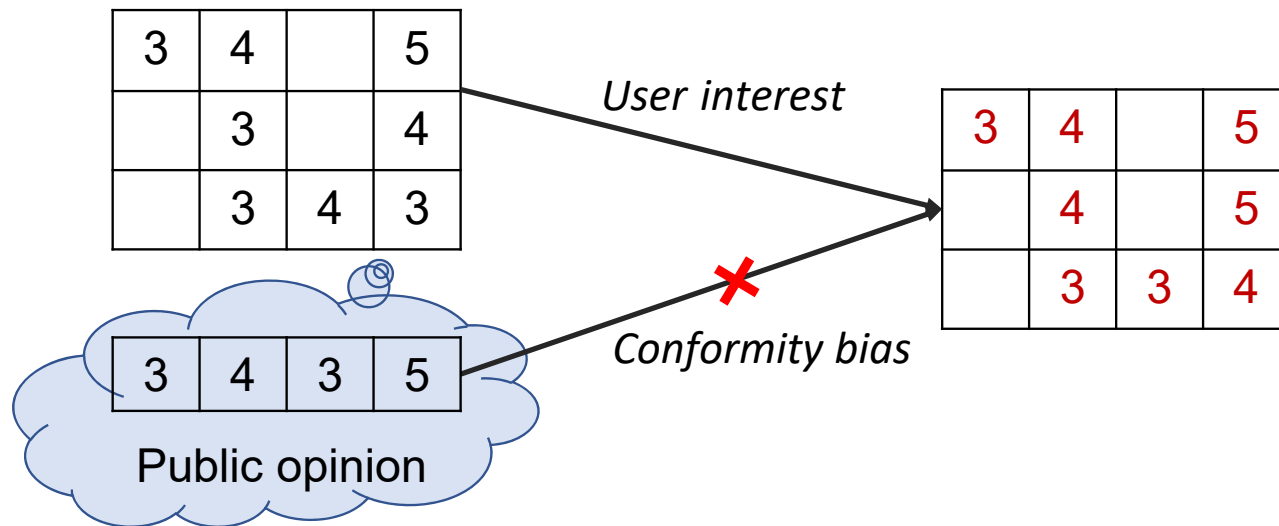 3 4 5
3 4
3 4 3
User interest
3 4 5
4 5
3 3 4
Conformity bias
3 4 3 5
Public opinion